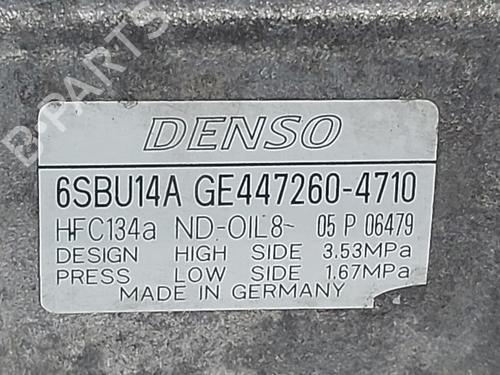 B-PARTS
DENSO
6SBU14A GE447260-4710
HFC134a ND-OIL8- 05 P 06479
DESIGN HIGH SIDE 3.53MPa
PRESS LOW SIDE 1.67MPa
MADE IN GERMANY